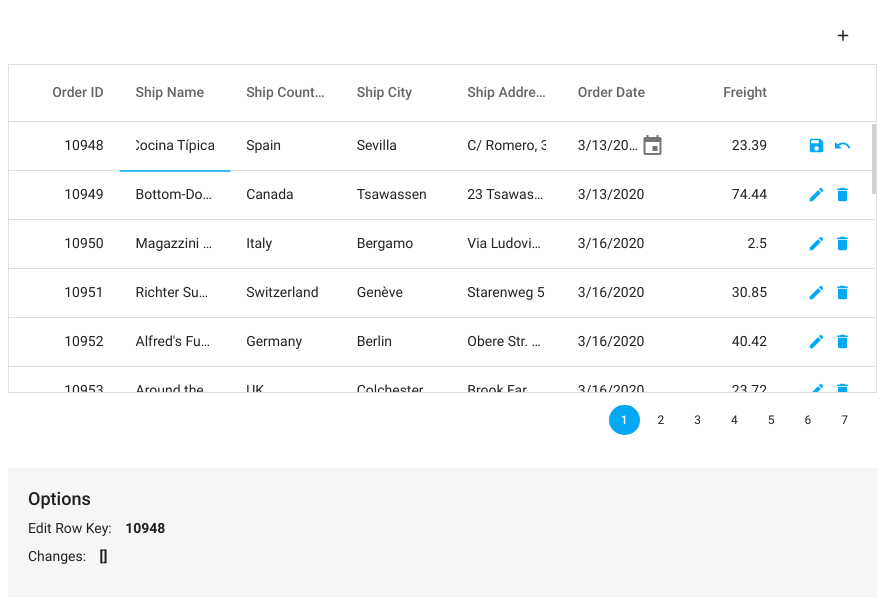 +
Order ID Ship Name Ship Count... Ship City Ship Addre... Order Date Freight
10948 Cocina Típica Spain Sevilla C/ Romero, 3 3/13/20... 23.39
10949 Bottom-Do... Canada Tsawassen 23 Tsawas... 3/13/2020 74.44
10950 Magazzini ... Italy Bergamo Via Ludovi... 3/16/2020 2.5
10951 Richter Su... Switzerland Genève Starenweg 5 3/16/2020 30.85
10952 Alfred's Fu... Germany Berlin Obere Str. ... 3/16/2020 40.42
10953 Around the UK Colchester Brook Far 3/16/2020 23.72
1 2 3 4 5 6 7
Options
Edit Row Key: 10948
Changes: []